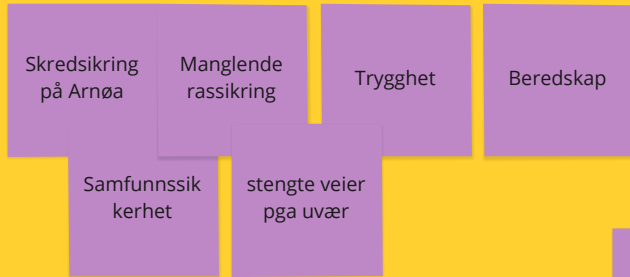 Skredsikring
på Arnøa
Manglende
rassikring
Trygghet
Beredskap
Samfunnssik
kerhet
stengte veier
pga uvær